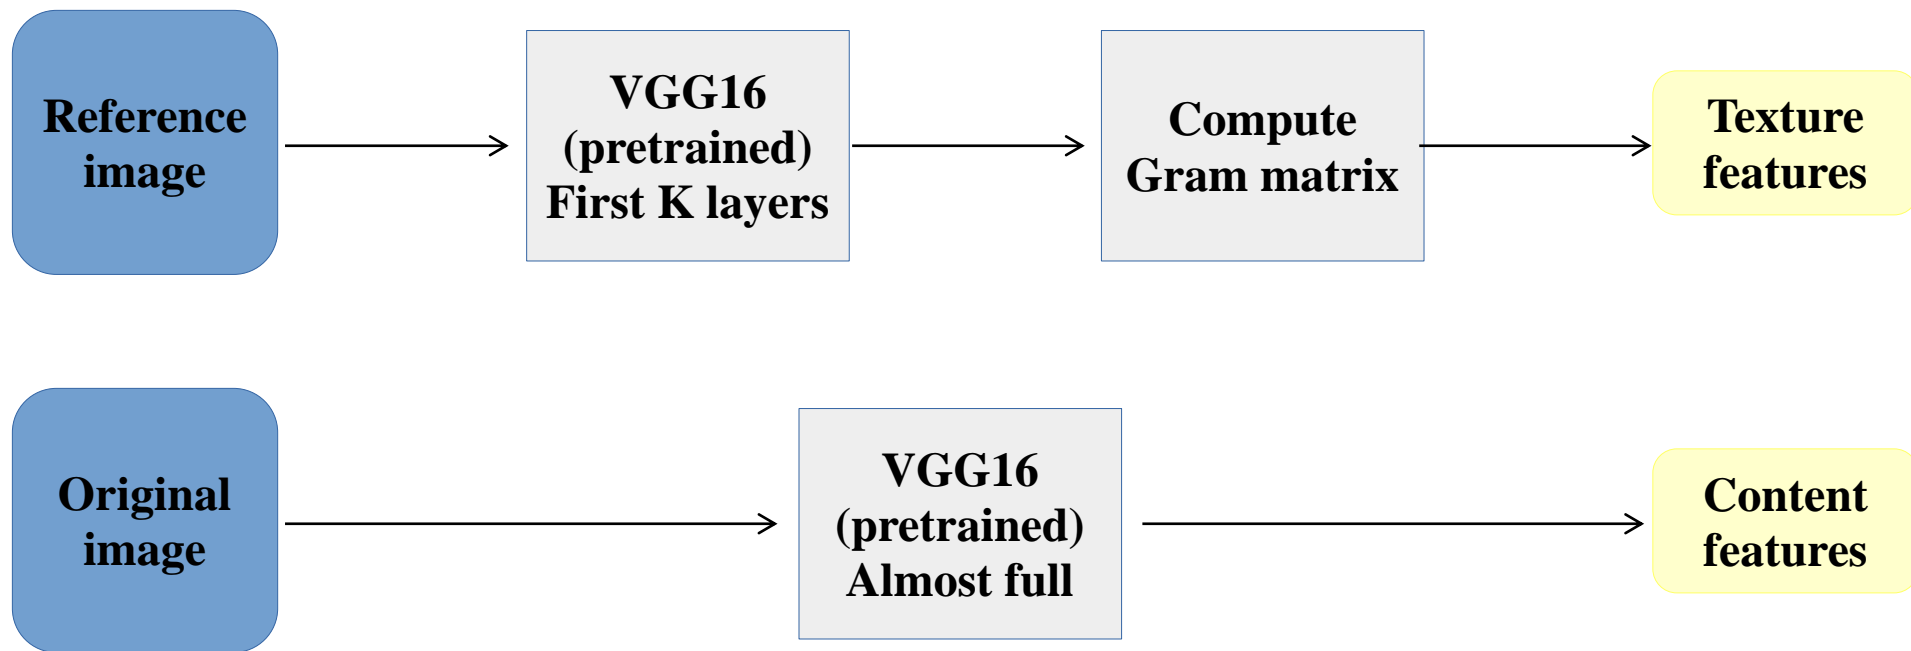 Reference
image
VGG16
(pretrained)
First K layers
Compute
Gram matrix
Texture
features
Original
image
VGG16
(pretrained)
Almost full
Content
features